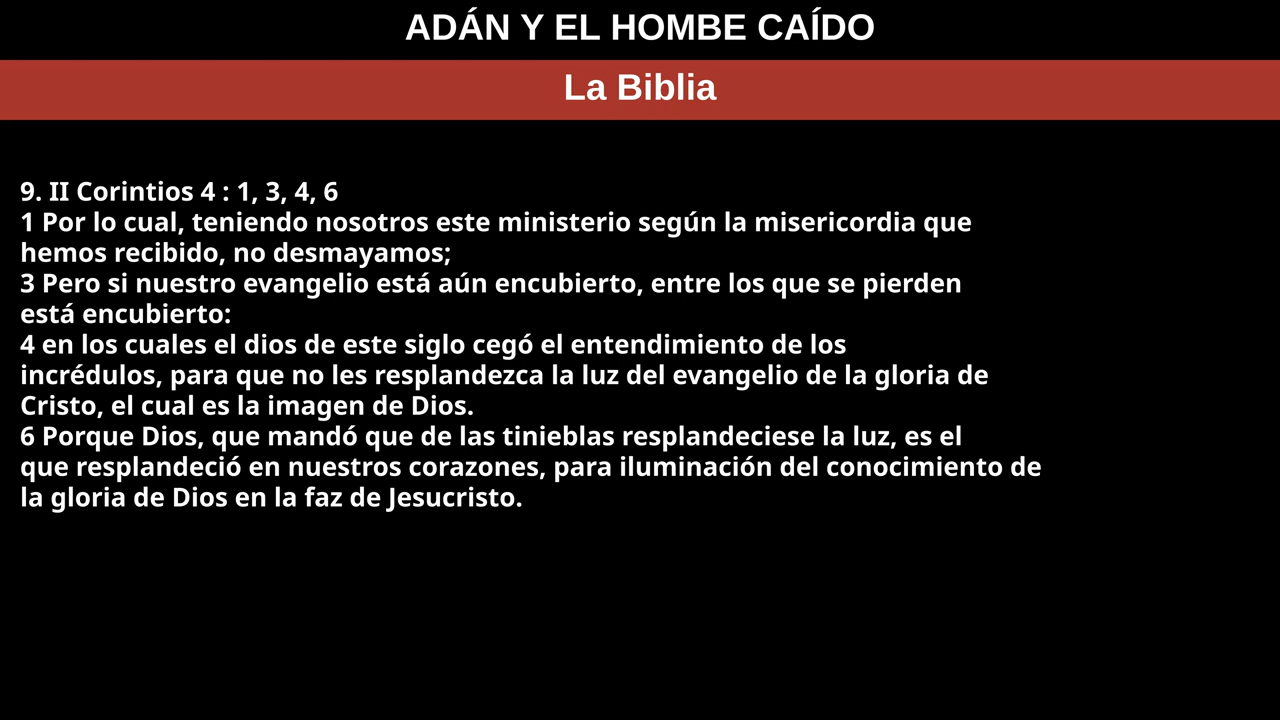 ADÁN Y EL HOMBE CAÍDO
La Biblia
9. II Corintios 4 : 1, 3, 4, 6
1 Por lo cual, teniendo nosotros este ministerio según la misericordia que
hemos recibido, no desmayamos;
3 Pero si nuestro evangelio está aún encubierto, entre los que se pierden
está encubierto:
4 en los cuales el dios de este siglo cegó el entendimiento de los
incrédulos, para que no les resplandezca la luz del evangelio de la gloria de
Cristo, el cual es la imagen de Dios.
6 Porque Dios, que mandó que de las tinieblas resplandeciese la luz, es el
que resplandeció en nuestros corazones, para iluminación del conocimiento de
la gloria de Dios en la faz de Jesucristo.